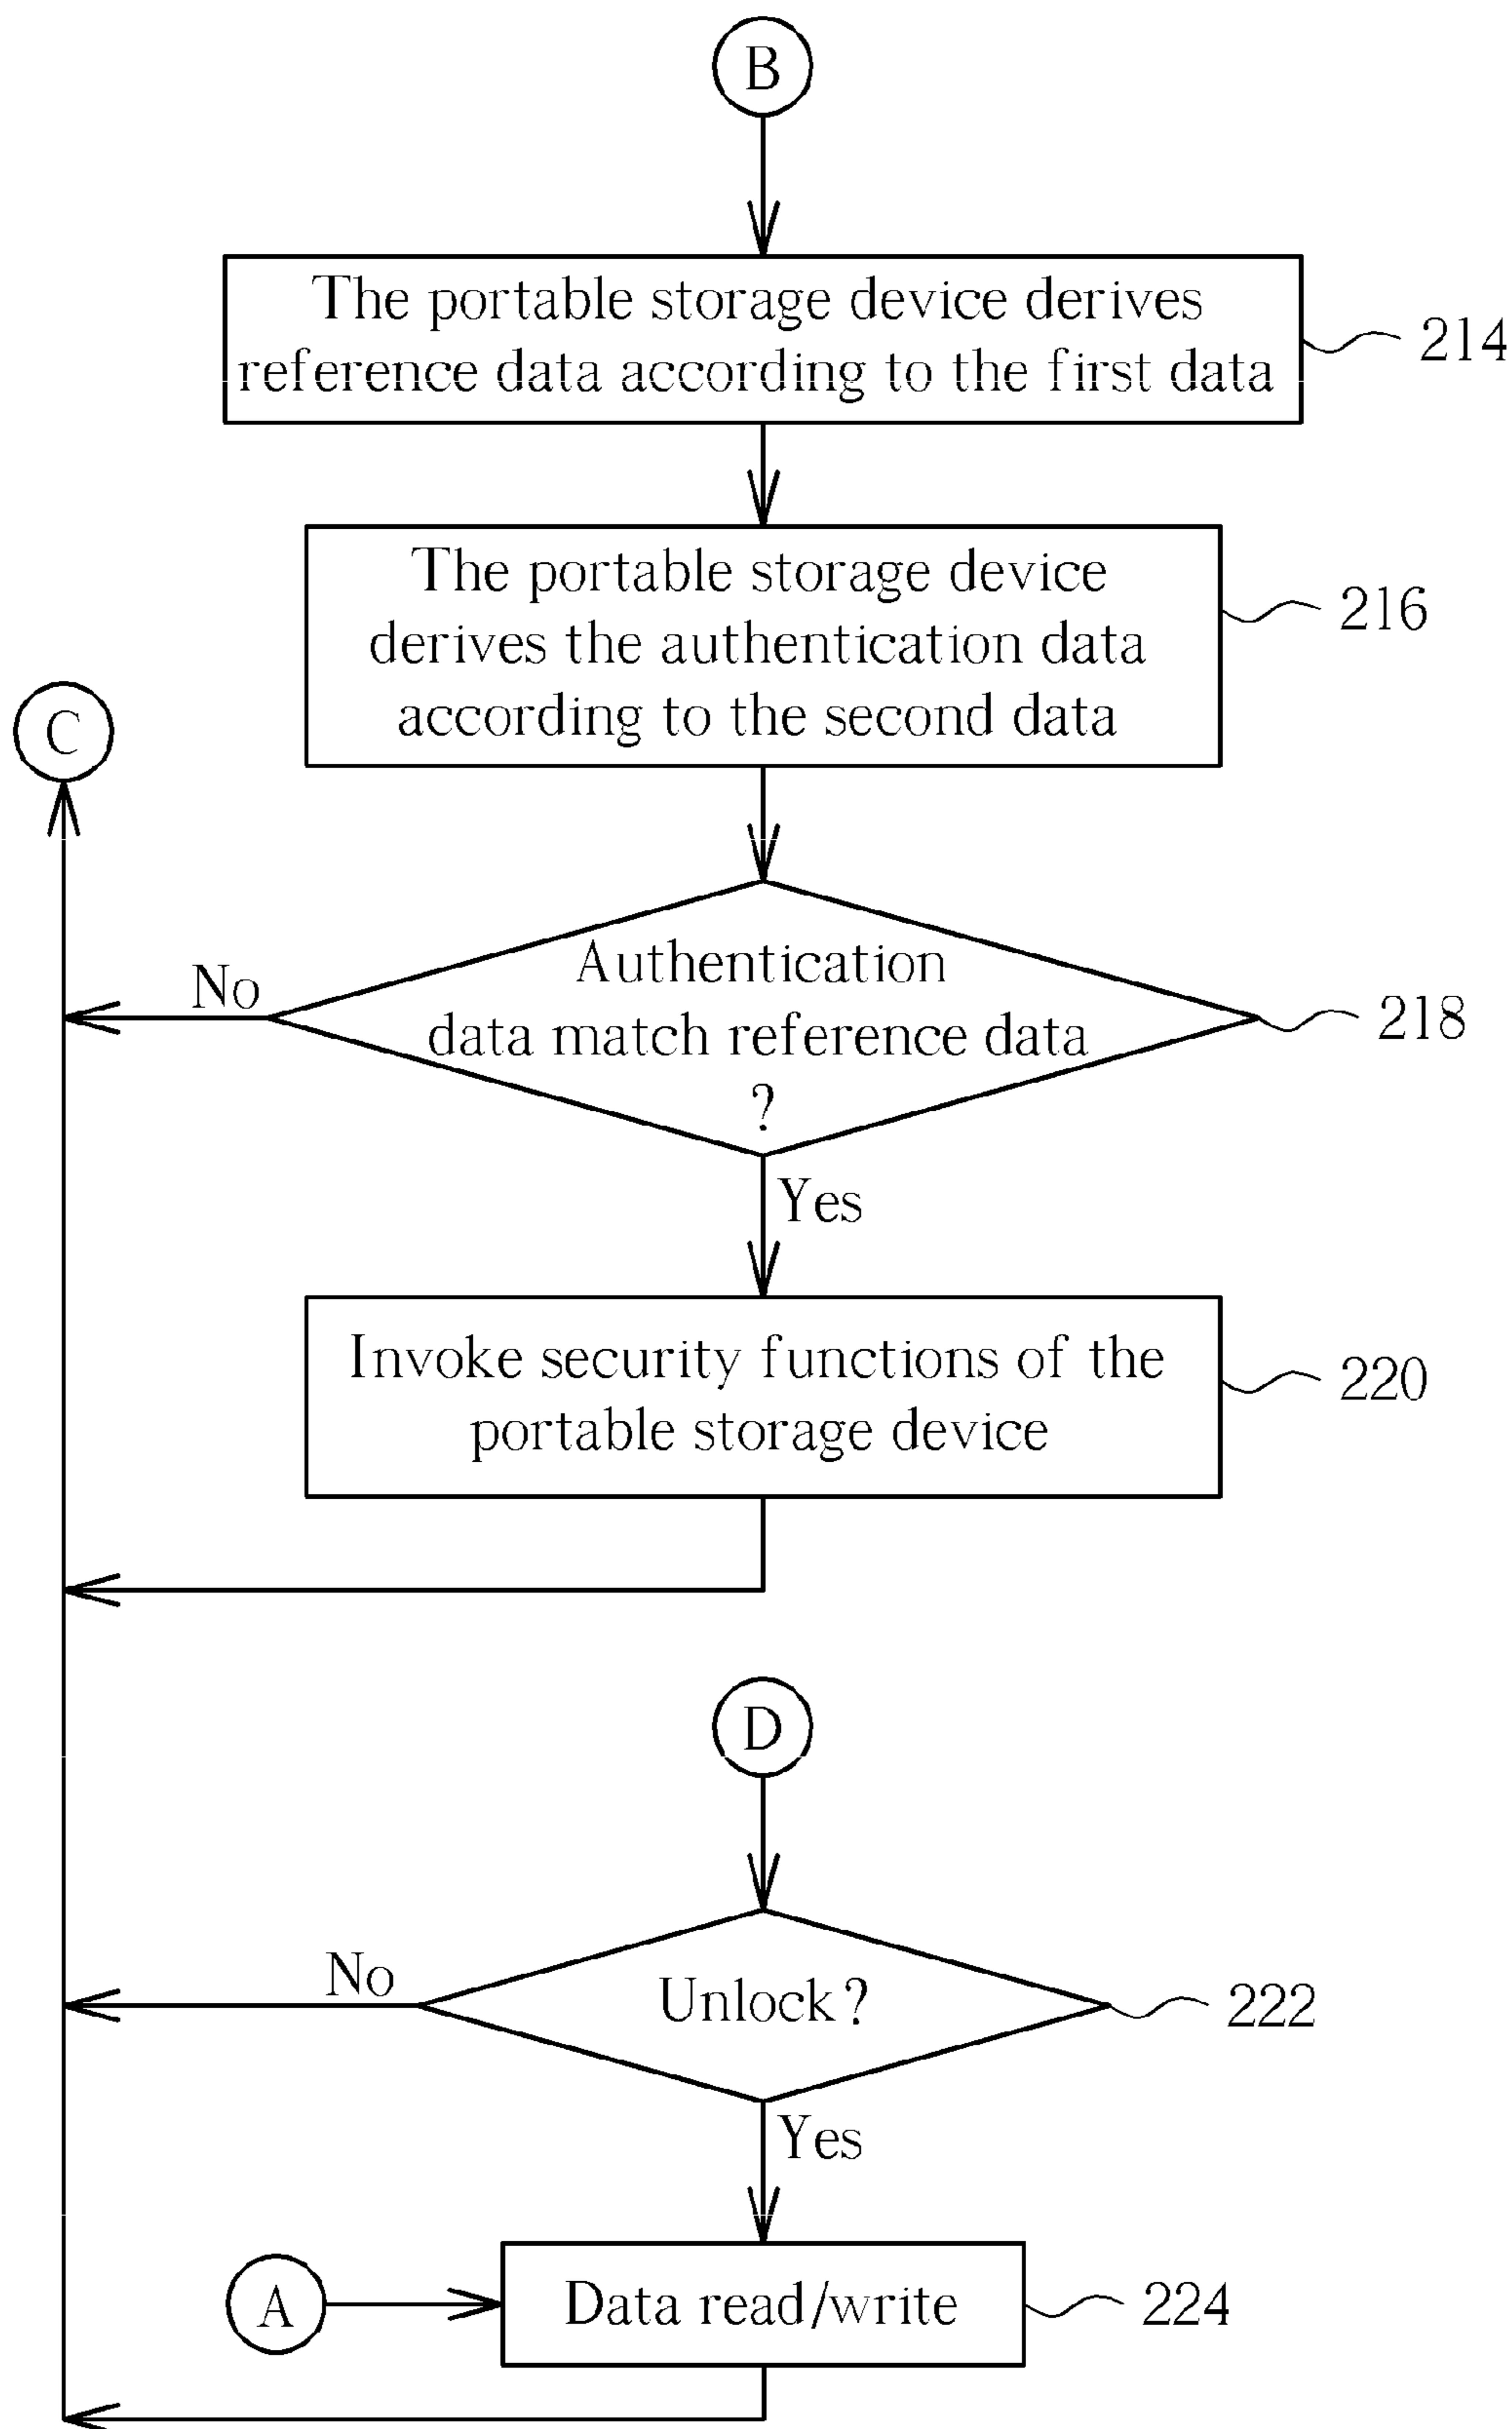 B
The portable storage device derives
reference data according to the first data
214
The portable storage device
derives the authentication data
according to the second data
216
C
Authentication
data match reference data
?
218
No
Yes
Invoke security functions of the
portable storage device
220
D
Unlock?
222
No
Yes
A
Data read/write
224